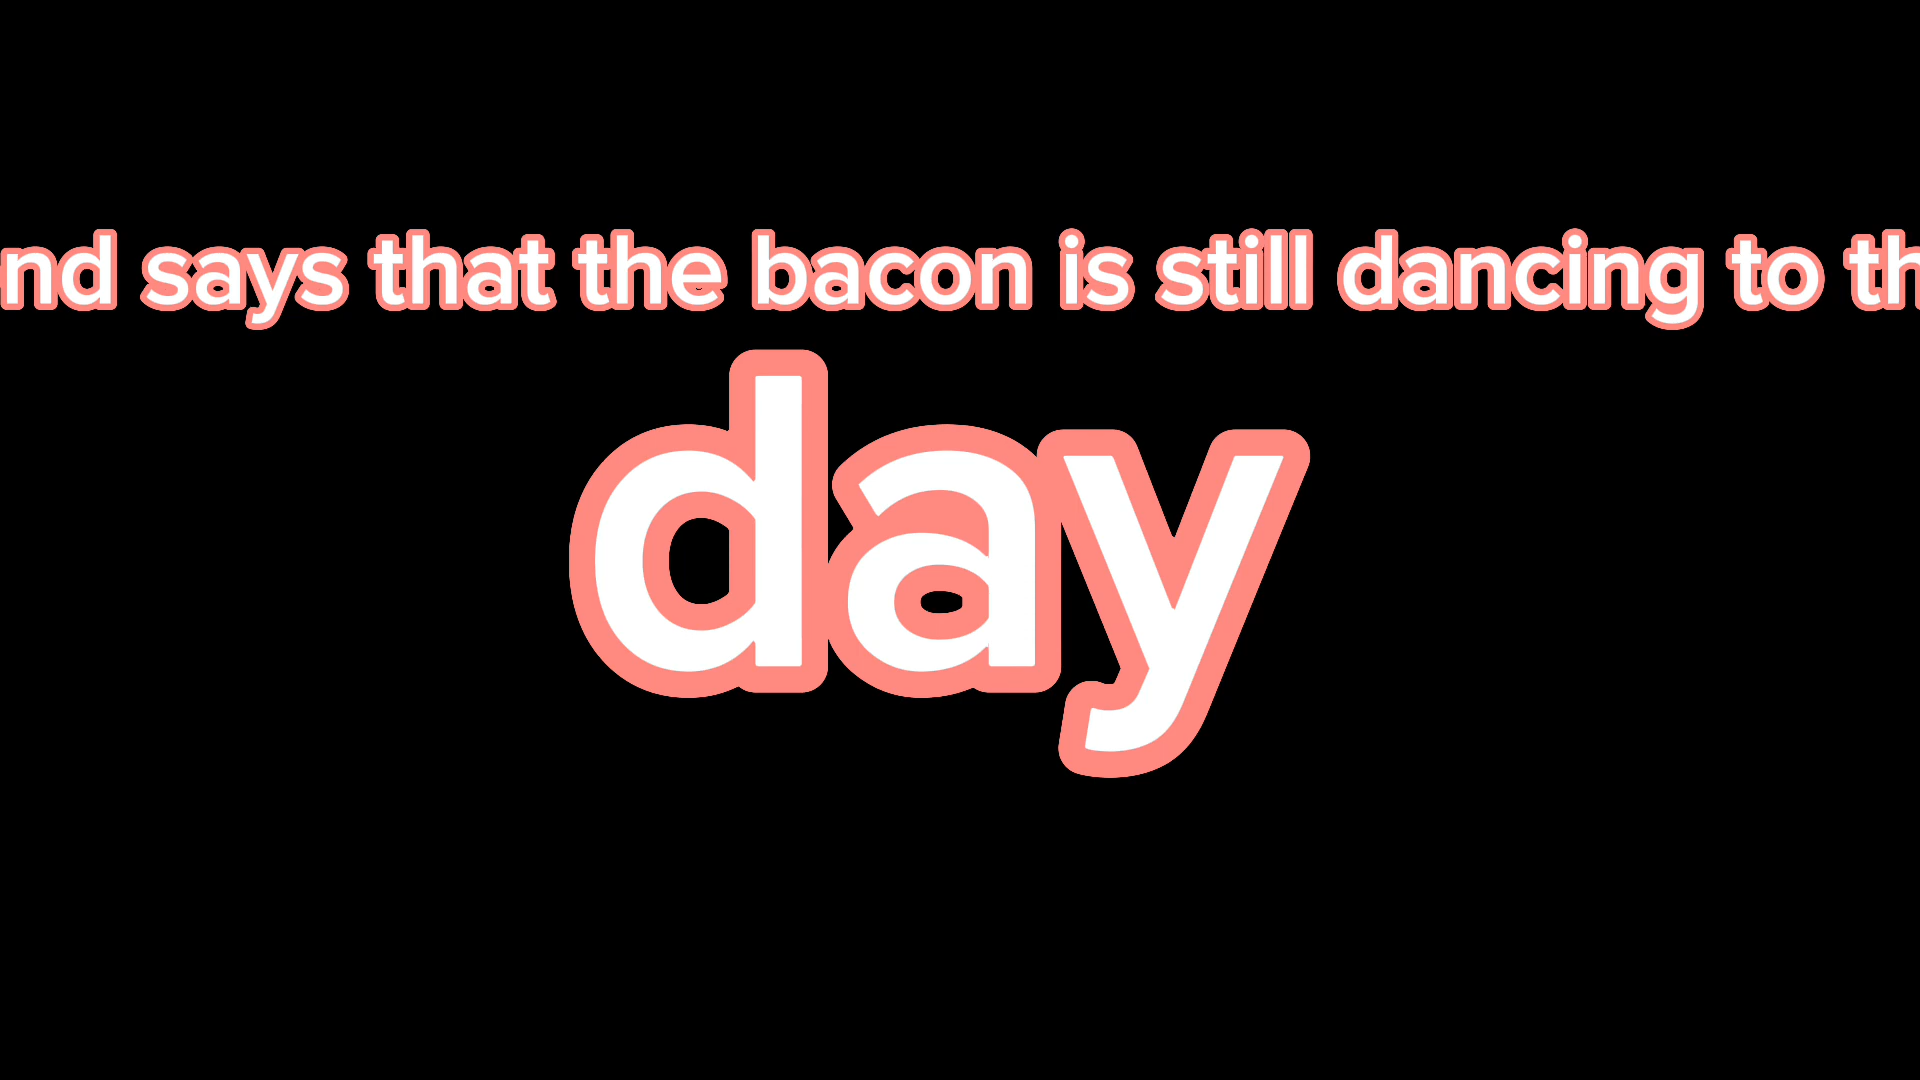 nd says that the bacon is still dancing to th
day